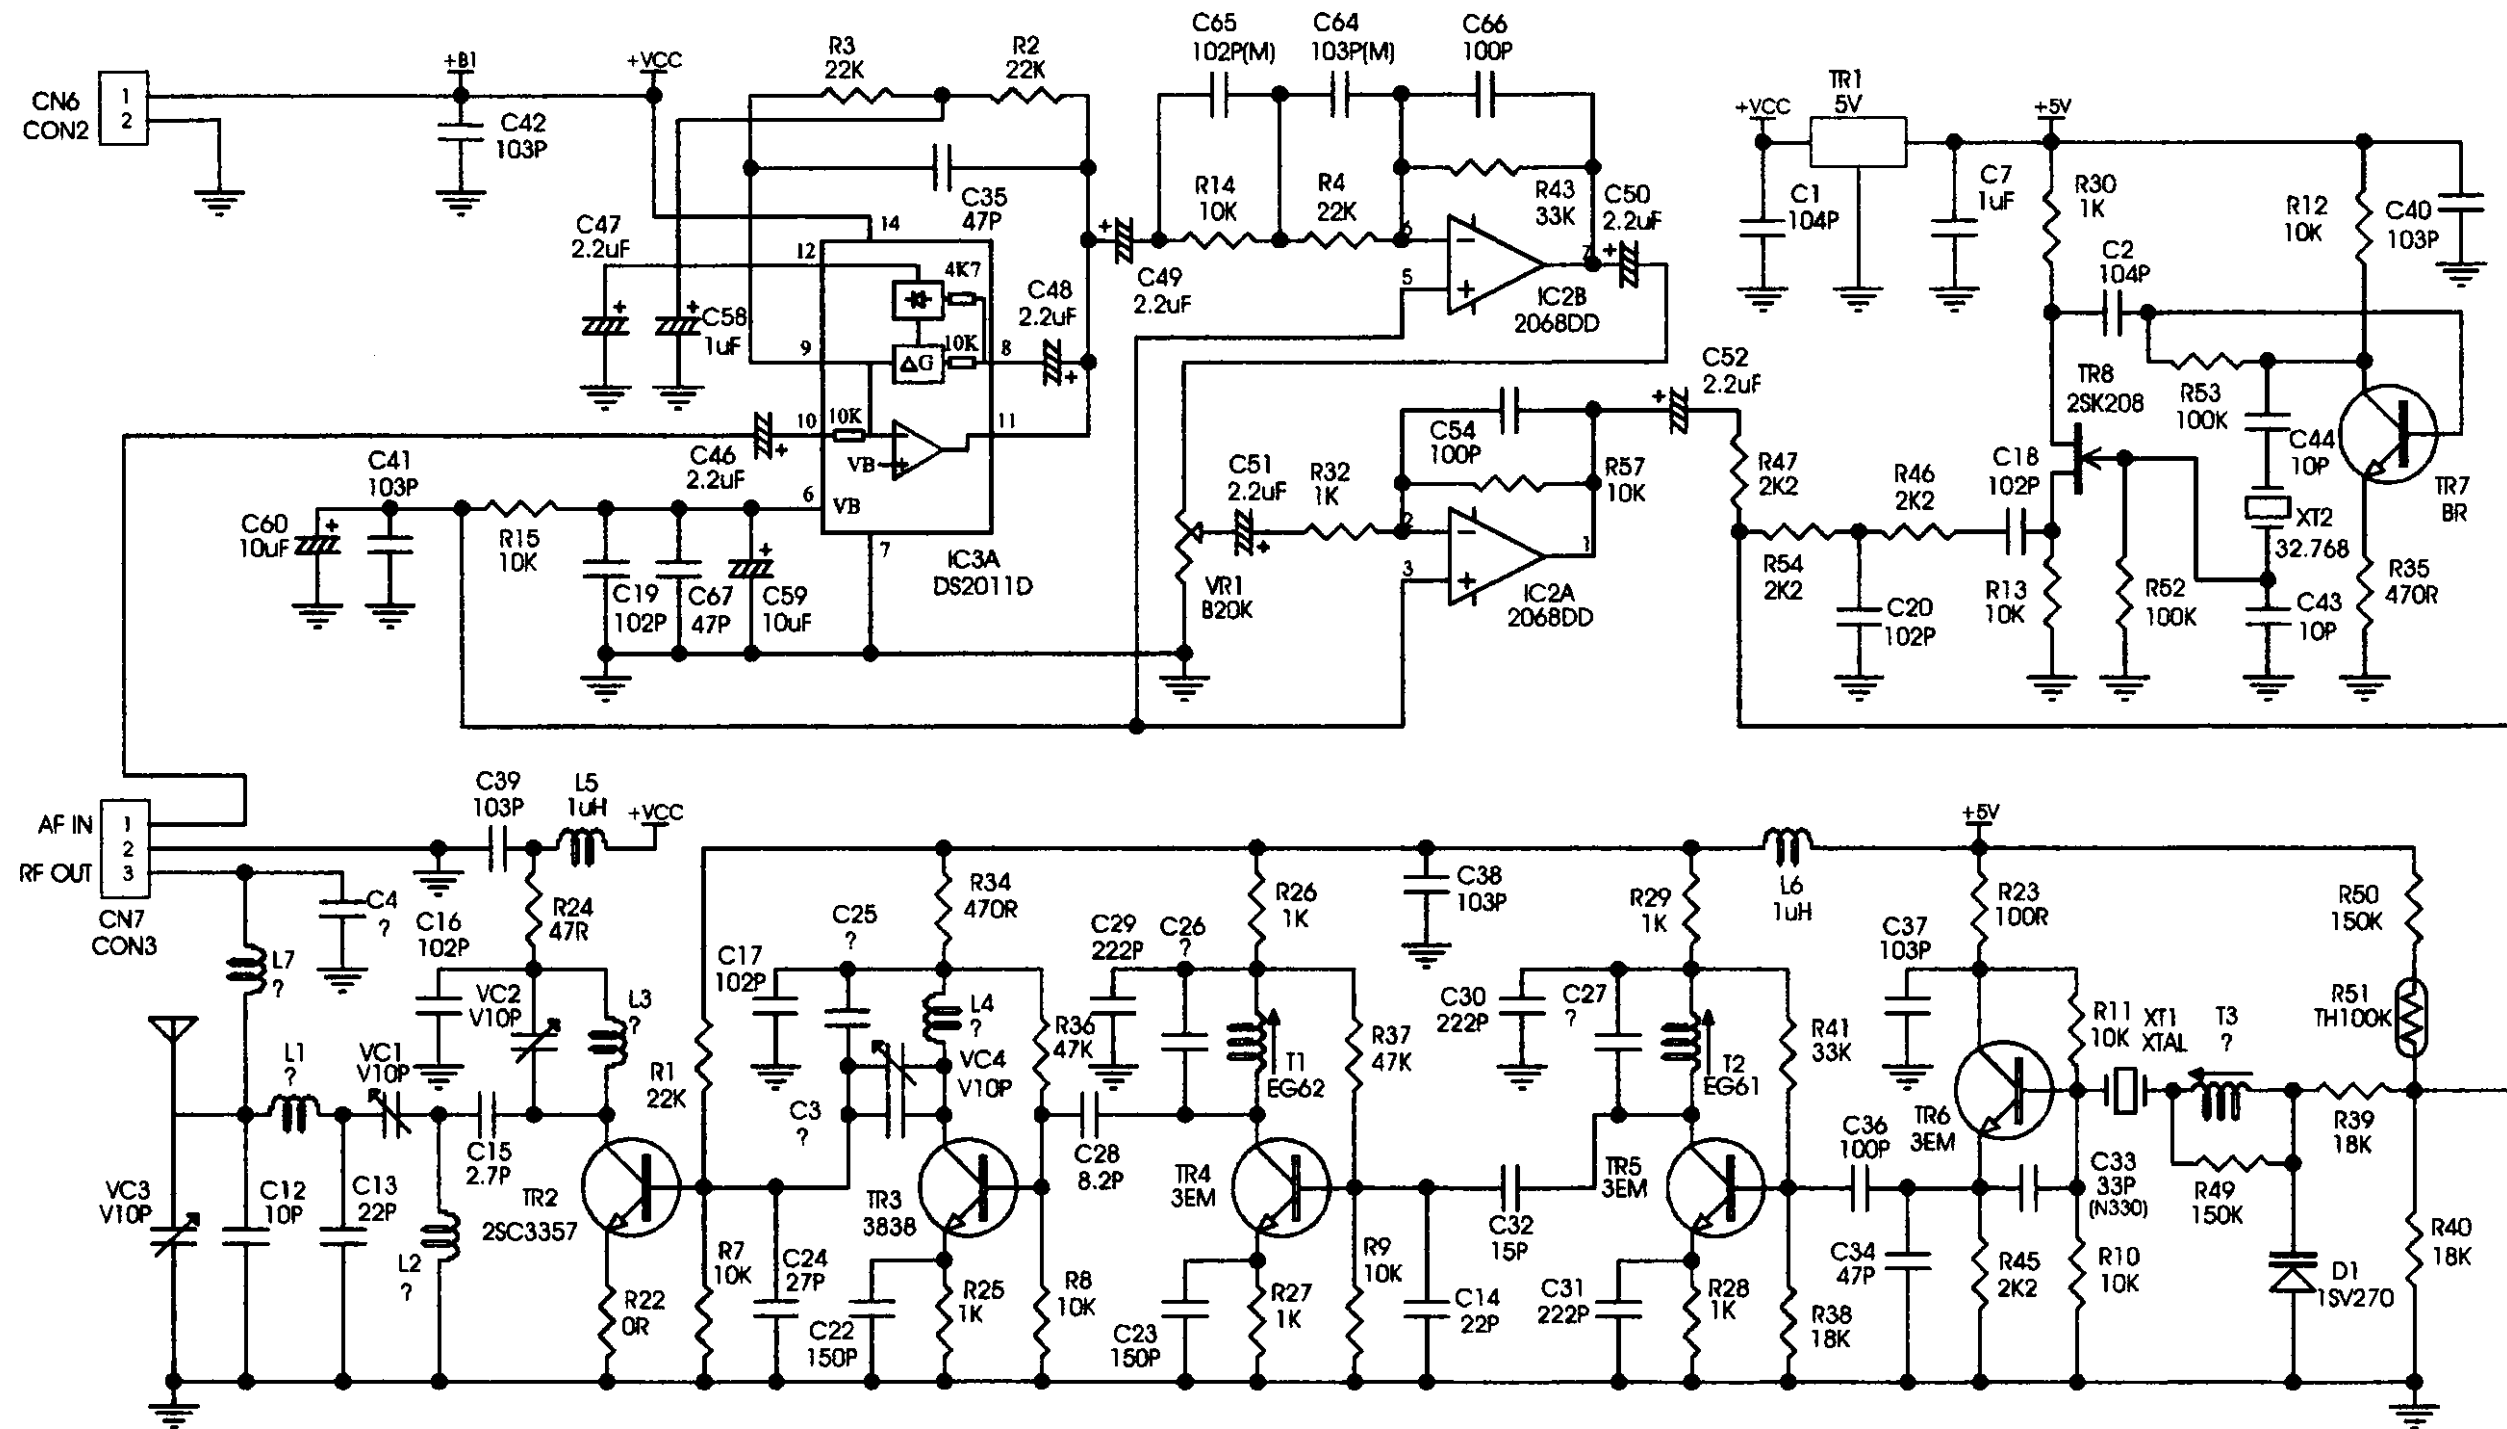 C65
102P(M)
C64
103P(M)
C66
100P
R3
22K
R2
22K
+B1
+VCC
CN6
CON2
1
2
C42
103P
C35
47P
R14
10K
R4
22K
R43
33K
C50
2.2uF
+
+VCC
TR1
5V
+5V
C1
104P
C7
1uF
R30
1K
R12
10K
C40
103P
C2
104P
C47
2.2uF
+
12
14
4K7
C58
1uF
+
9
ΔG
10K
8
C48
2.2uF
+
+
C49
2.2uF
6
5
7
−
+
IC2B
2068DD
C52
2.2uF
+
TR8
2SK208
R53
100K
C44
10P
TR7
BR
XT2
32.768
C43
10P
R35
470R
C46
2.2uF
+
10
10K
11
−
VB
+
6
VB
7
IC3A
DS2011D
C41
103P
C60
10uF
+
R15
10K
C19
102P
C67
47P
C59
10uF
+
C54
100P
R57
10K
C51
2.2uF
+
R32
1K
2
3
1
−
+
IC2A
2068DD
VR1
B20K
R47
2K2
R46
2K2
C18
102P
R54
2K2
C20
102P
R13
10K
R52
100K
AF IN
RF OUT
1
2
3
CN7
CON3
C39
103P
L5
1uH
+VCC
C4
?
C16
102P
R24
47R
L7
?
VC2
V10P
L3
?
L1
?
VC1
V10P
C15
2.7P
VC3
V10P
C12
10P
C13
22P
L2
?
TR2
2SC3357
R22
0R
R1
22K
R7
10K
C17
102P
C25
?
R34
470R
L4
?
VC4
V10P
C3
?
R36
47K
TR3
3838
C24
27P
C22
150P
R25
1K
R8
10K
C29
222P
C26
?
R26
1K
T1
EG62
R37
47K
C28
8.2P
TR4
3EM
C23
150P
R27
1K
R9
10K
C14
22P
C38
103P
C30
222P
C27
?
R29
1K
T2
EG61
R41
33K
C32
15P
TR5
3EM
C31
222P
R28
1K
R38
18K
L6
1uH
+5V
R23
100R
C37
103P
R11
10K
XT1
XTAL
T3
?
R50
150K
R51
TH100K
TR6
3EM
C36
100P
C34
47P
R45
2K2
C33
33P
(N330)
R10
10K
R49
150K
R39
18K
D1
1SV270
R40
18K